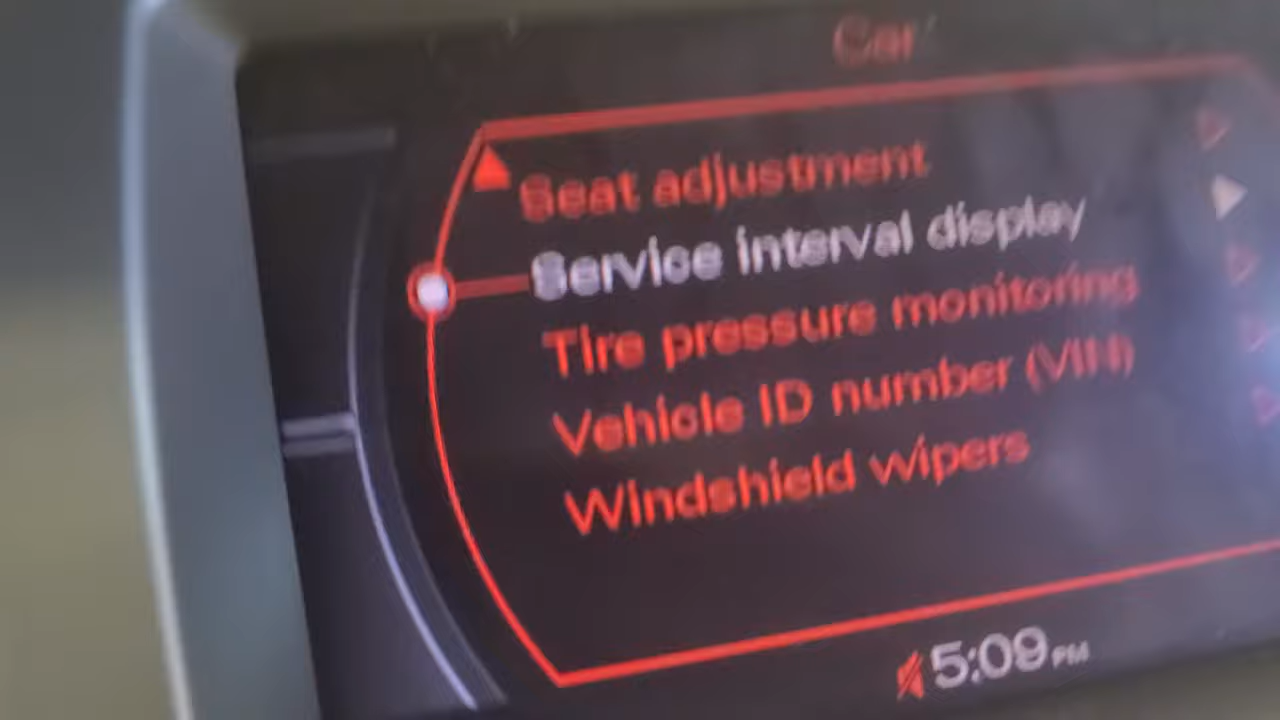 Car
Seat adjustment
Service interval display
Tire pressure monitoring
Vehicle ID number (VIN)
Windshield wipers
5:09 PM